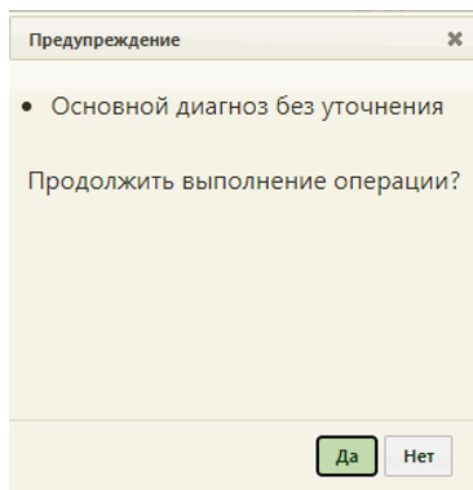 Предупреждение
Основной диагноз без уточнения
Продолжить выполнение операции?
Да Нет